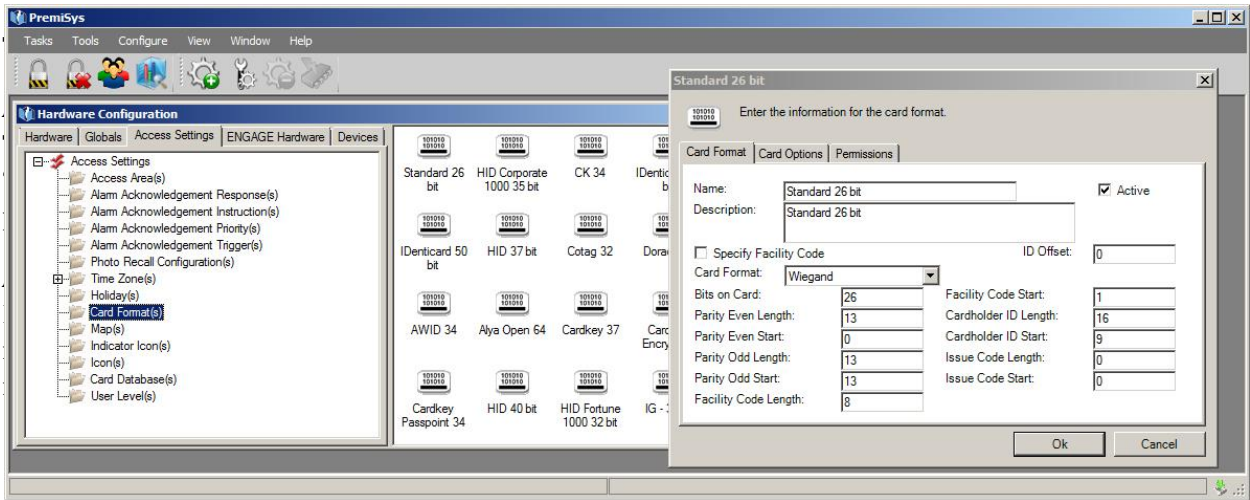 PremiSys
Tasks Tools Configure View Window Help
Hardware Configuration
Hardware Globals Access Settings ENGAGE Hardware Devices
Access Settings
Access Area(s)
Alarm Acknowledgement Response(s)
Alarm Acknowledgement Instruction(s)
Alarm Acknowledgement Priority(s)
Alarm Acknowledgement Trigger(s)
Photo Recall Configuration(s)
Time Zone(s)
Holiday(s)
Card Format(s)
Map(s)
Indicator Icon(s)
Icon(s)
Card Database(s)
User Level(s)
Standard 26
bit
HID Corporate
1000 35 bit
CK 34
IDenticard 50
bit
HID 37 bit
Cotag 32
AWID 34
Alya Open 64
Cardkey 37
Cardkey
Passpoint 34
HID 40 bit
HID Fortune
1000 32 bit
Standard 26 bit
Enter the information for the card format.
Card Format Card Options Permissions
Name: Standard 26 bit Active
Description: Standard 26 bit
Specify Facility Code ID Offset: 0
Card Format: Wiegand
Bits on Card: 26 Facility Code Start: 1
Parity Even Length: 13 Cardholder ID Length: 16
Parity Even Start: 0 Cardholder ID Start: 9
Parity Odd Length: 13 Issue Code Length: 0
Parity Odd Start: 13 Issue Code Start: 0
Facility Code Length: 8
Ok Cancel